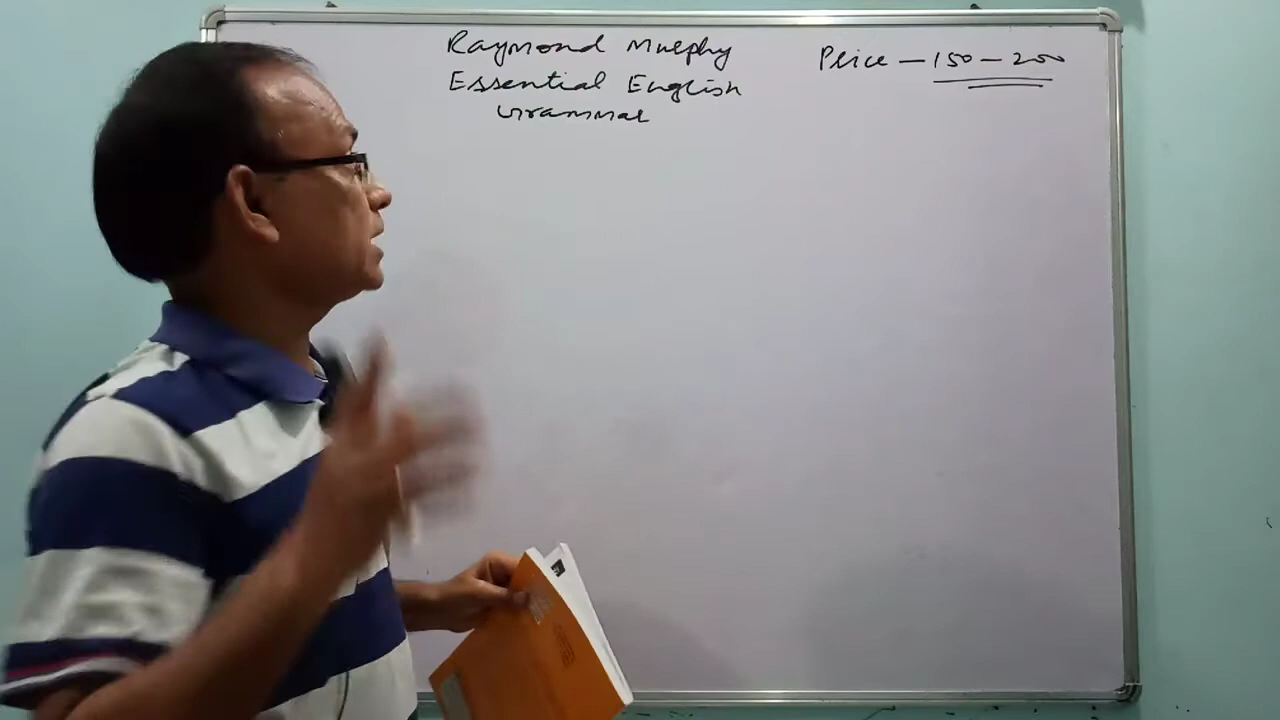 Raymond Murphy
Essential English
Grammar
Price - 150 - 200